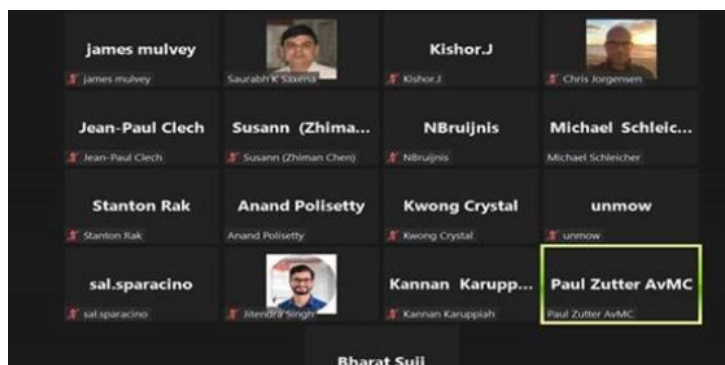 james mulvey
james mulvey
Saurabh K Saxena
Kishor.J
Kishor.J
Chris Jorgensen
Jean-Paul Clech
Jean-Paul Clech
Susann (Zhima...
Susann (Zhiman Chen)
NBruijnis
NBruijnis
Michael Schleic...
Michael Schleicher
Stanton Rak
Stanton Rak
Anand Polisetty
Anand Polisetty
Kwong Crystal
Kwong Crystal
unmow
unmow
sal.sparacino
sal.sparacino
Jitendra Singh
Kannan Karupp...
Kannan Karuppiah
Paul Zutter AvMC
Paul Zutter AvMC
Bharat Suji